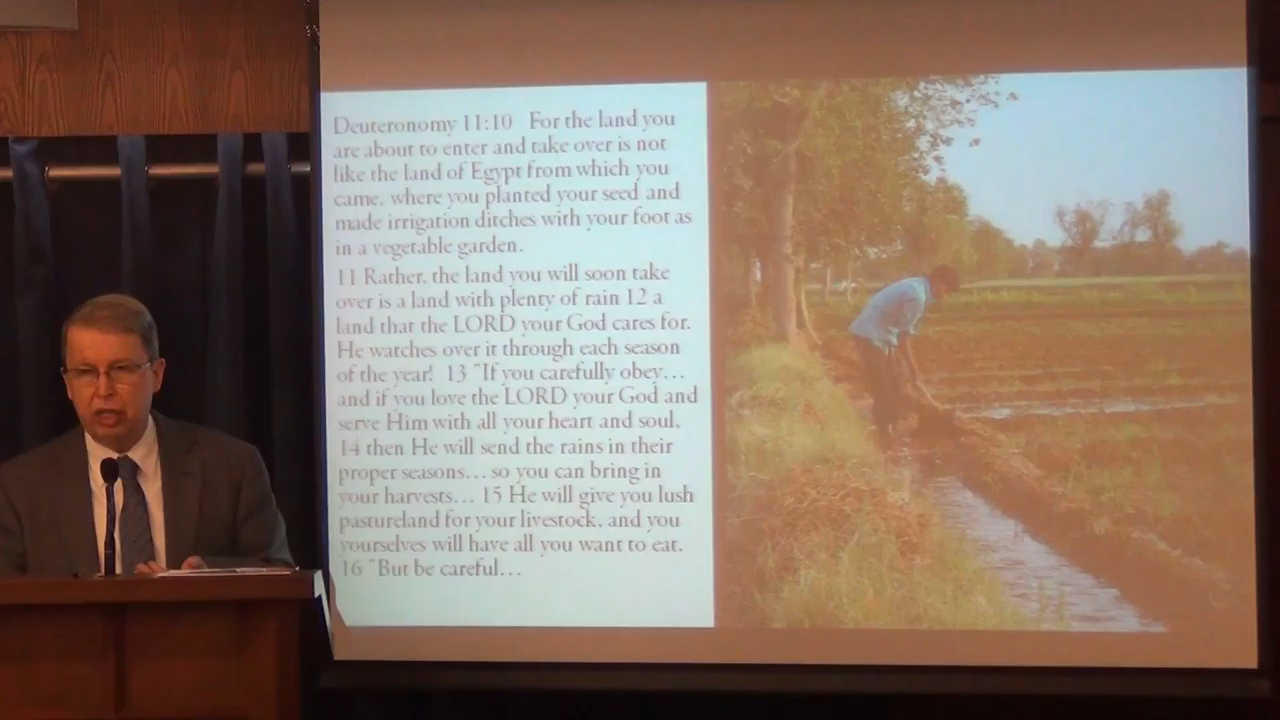 Deuteronomy 11:10 For the land you
are about to enter and take over is not
like the land of Egypt from which you
came, where you planted your seed and
made irrigation ditches with your foot as
in a vegetable garden.
11 Rather, the land you will soon take
over is a land with plenty of rain 12 a
land that the LORD your God cares for.
He watches over it through each season
of the year! 13 "If you carefully obey...
and if you love the LORD your God and
serve Him with all your heart and soul,
14 then He will send the rains in their
proper seasons... so you can bring in
your harvests... 15 He will give you lush
pastureland for your livestock, and you
yourselves will have all you want to eat.
16 "But be careful...